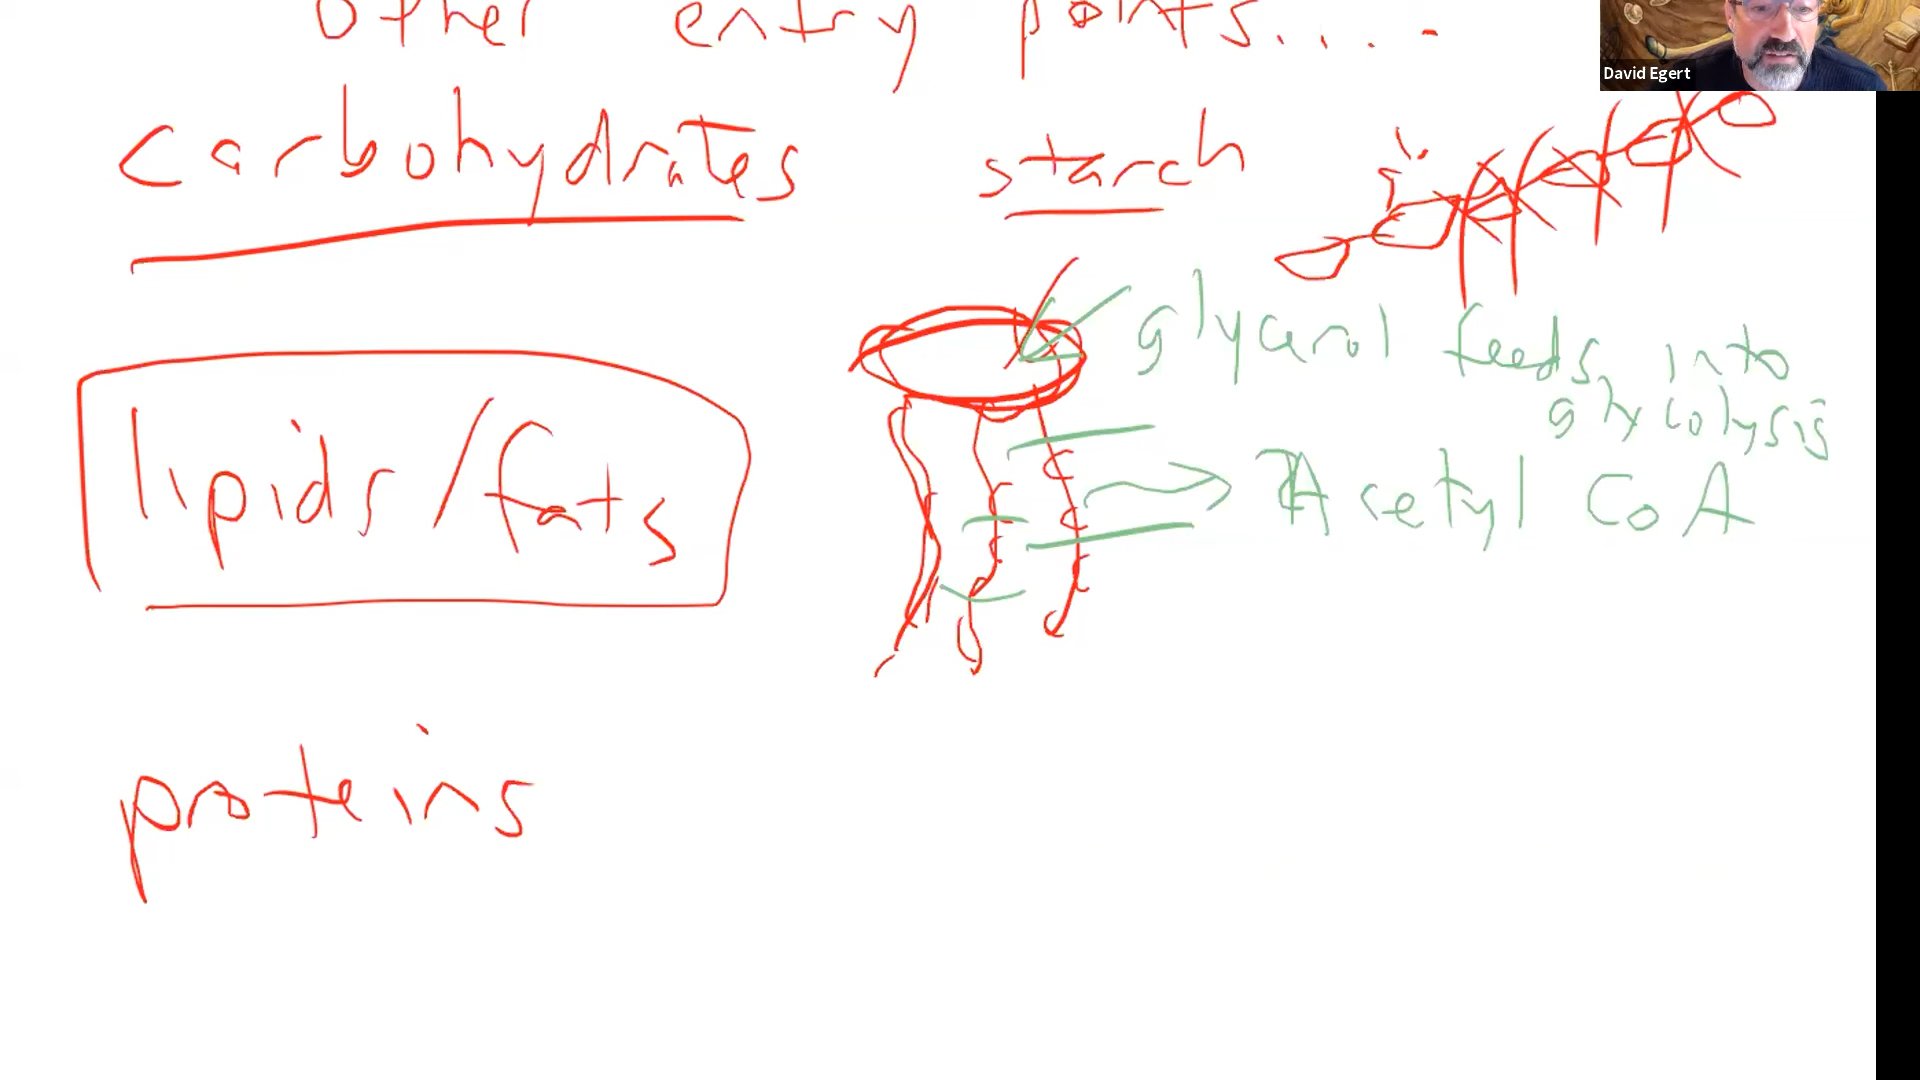 other entry points.....
David Egert
carbohydrates starch
glycerol feeds into
glycolysis
lipids/fats
Acetyl CoA
proteins